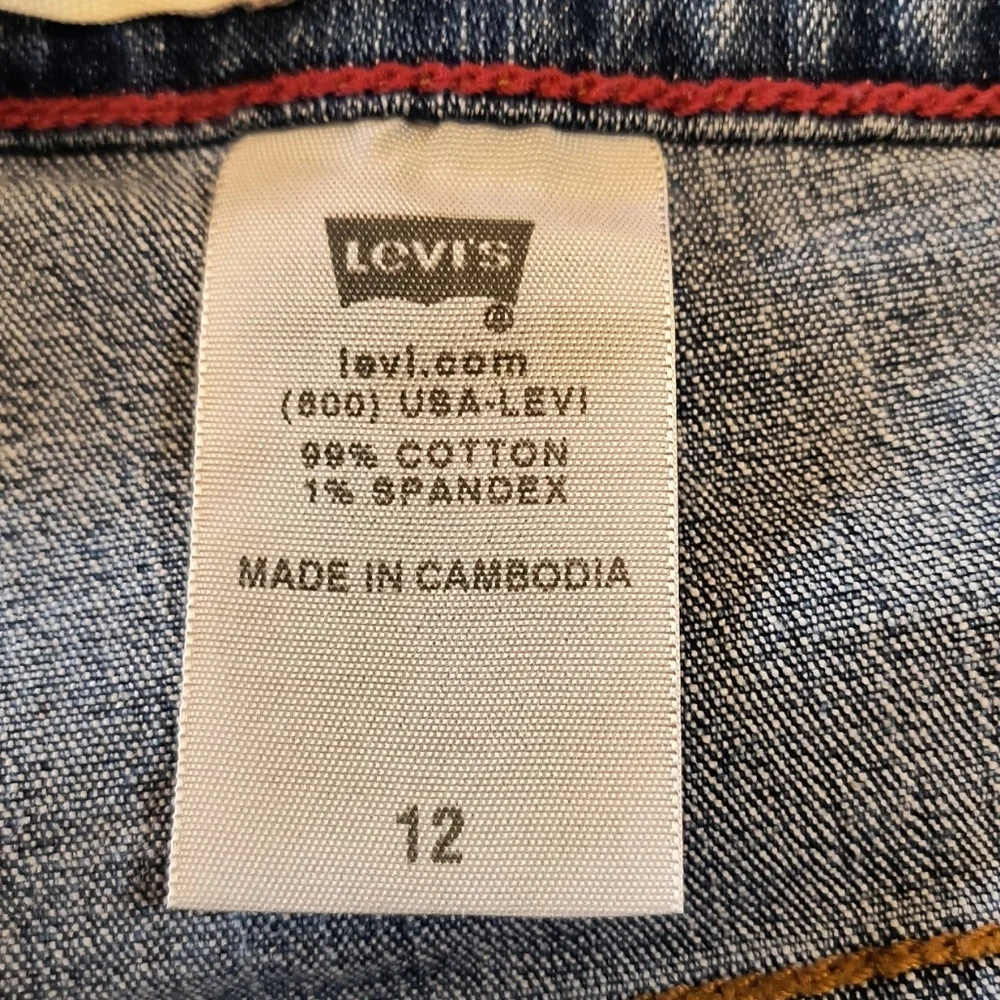 LEVI'S
®
levi.com
(800) USA-LEVI
99% COTTON
1% SPANDEX
MADE IN CAMBODIA
12